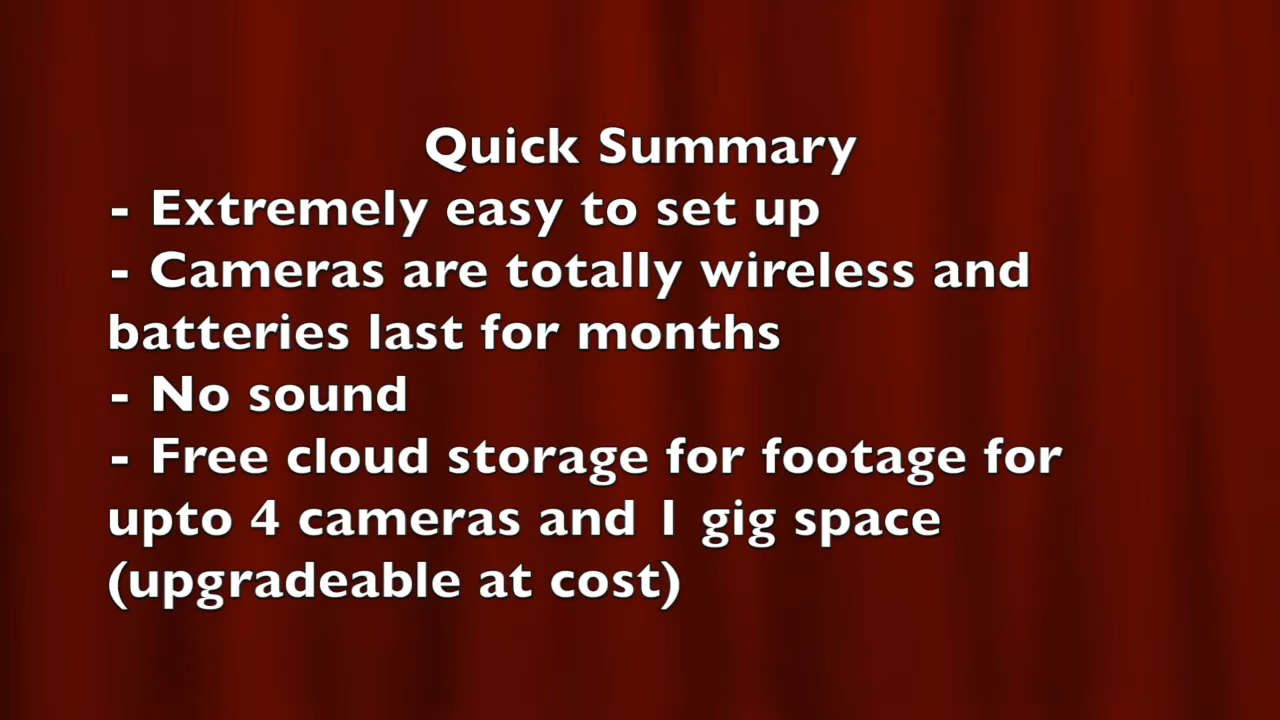 Quick Summary
- Extremely easy to set up
- Cameras are totally wireless and
batteries last for months
- No sound
- Free cloud storage for footage for
upto 4 cameras and 1 gig space
(upgradeable at cost)